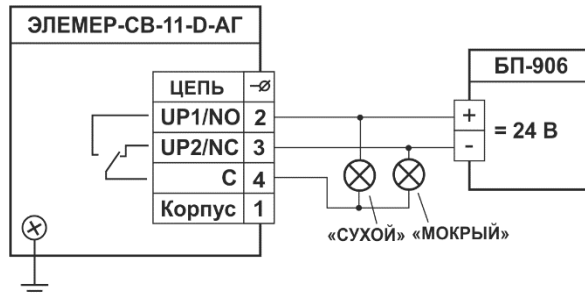 ЭЛЕМЕР-СВ-11-D-АГ
ЦЕПЬ
UP1/NO 2
UP2/NC 3
C 4
Корпус 1
БП-906
+
-
= 24 В
«СУХОЙ»
«МОКРЫЙ»